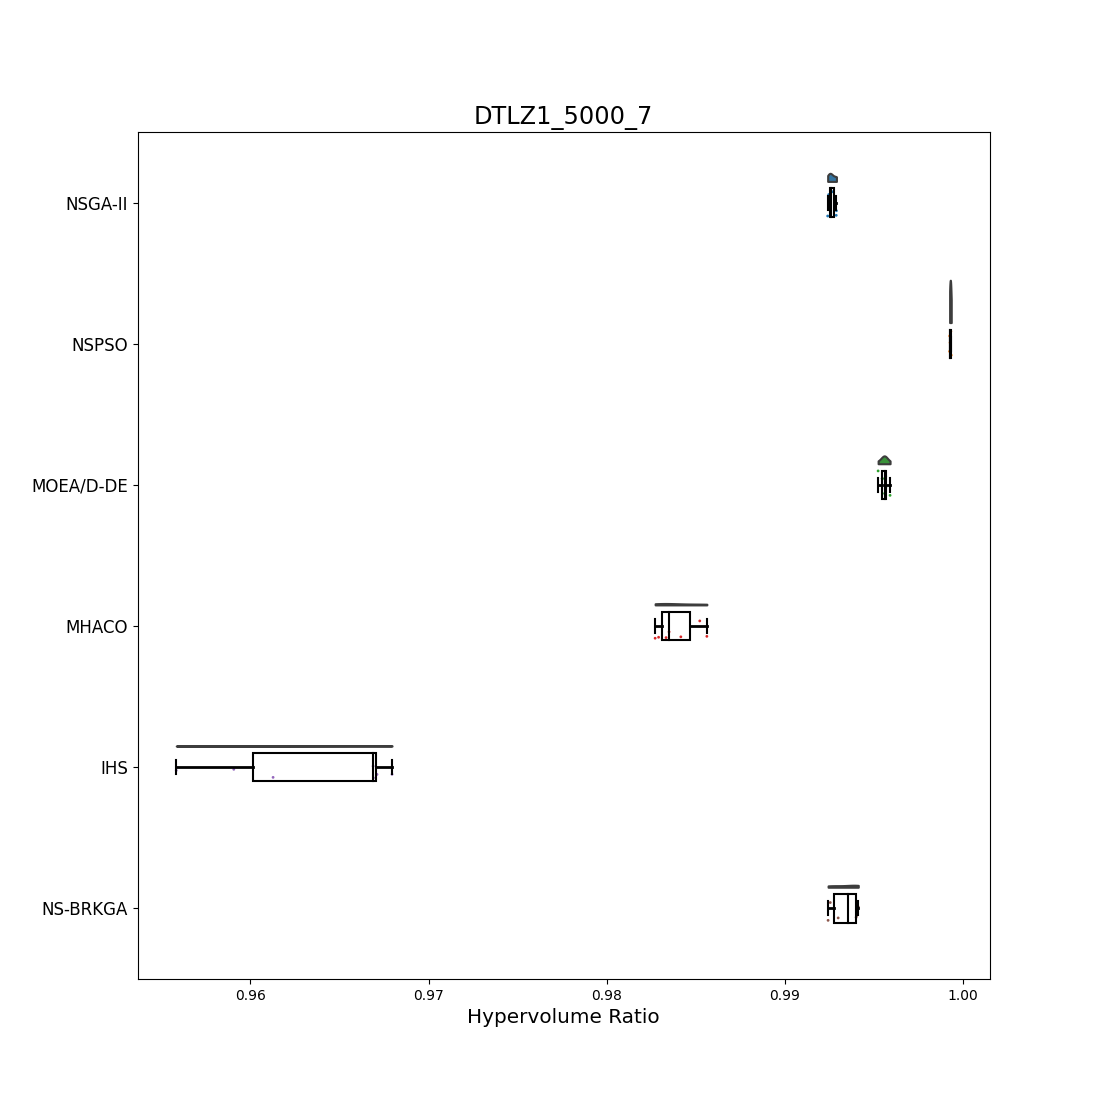 DTLZ1_5000_7
NSGA-II
NSPSO
MOEA/D-DE
MHACO
IHS
NS-BRKGA
0.96 0.97 0.98 0.99 1.00
Hypervolume Ratio